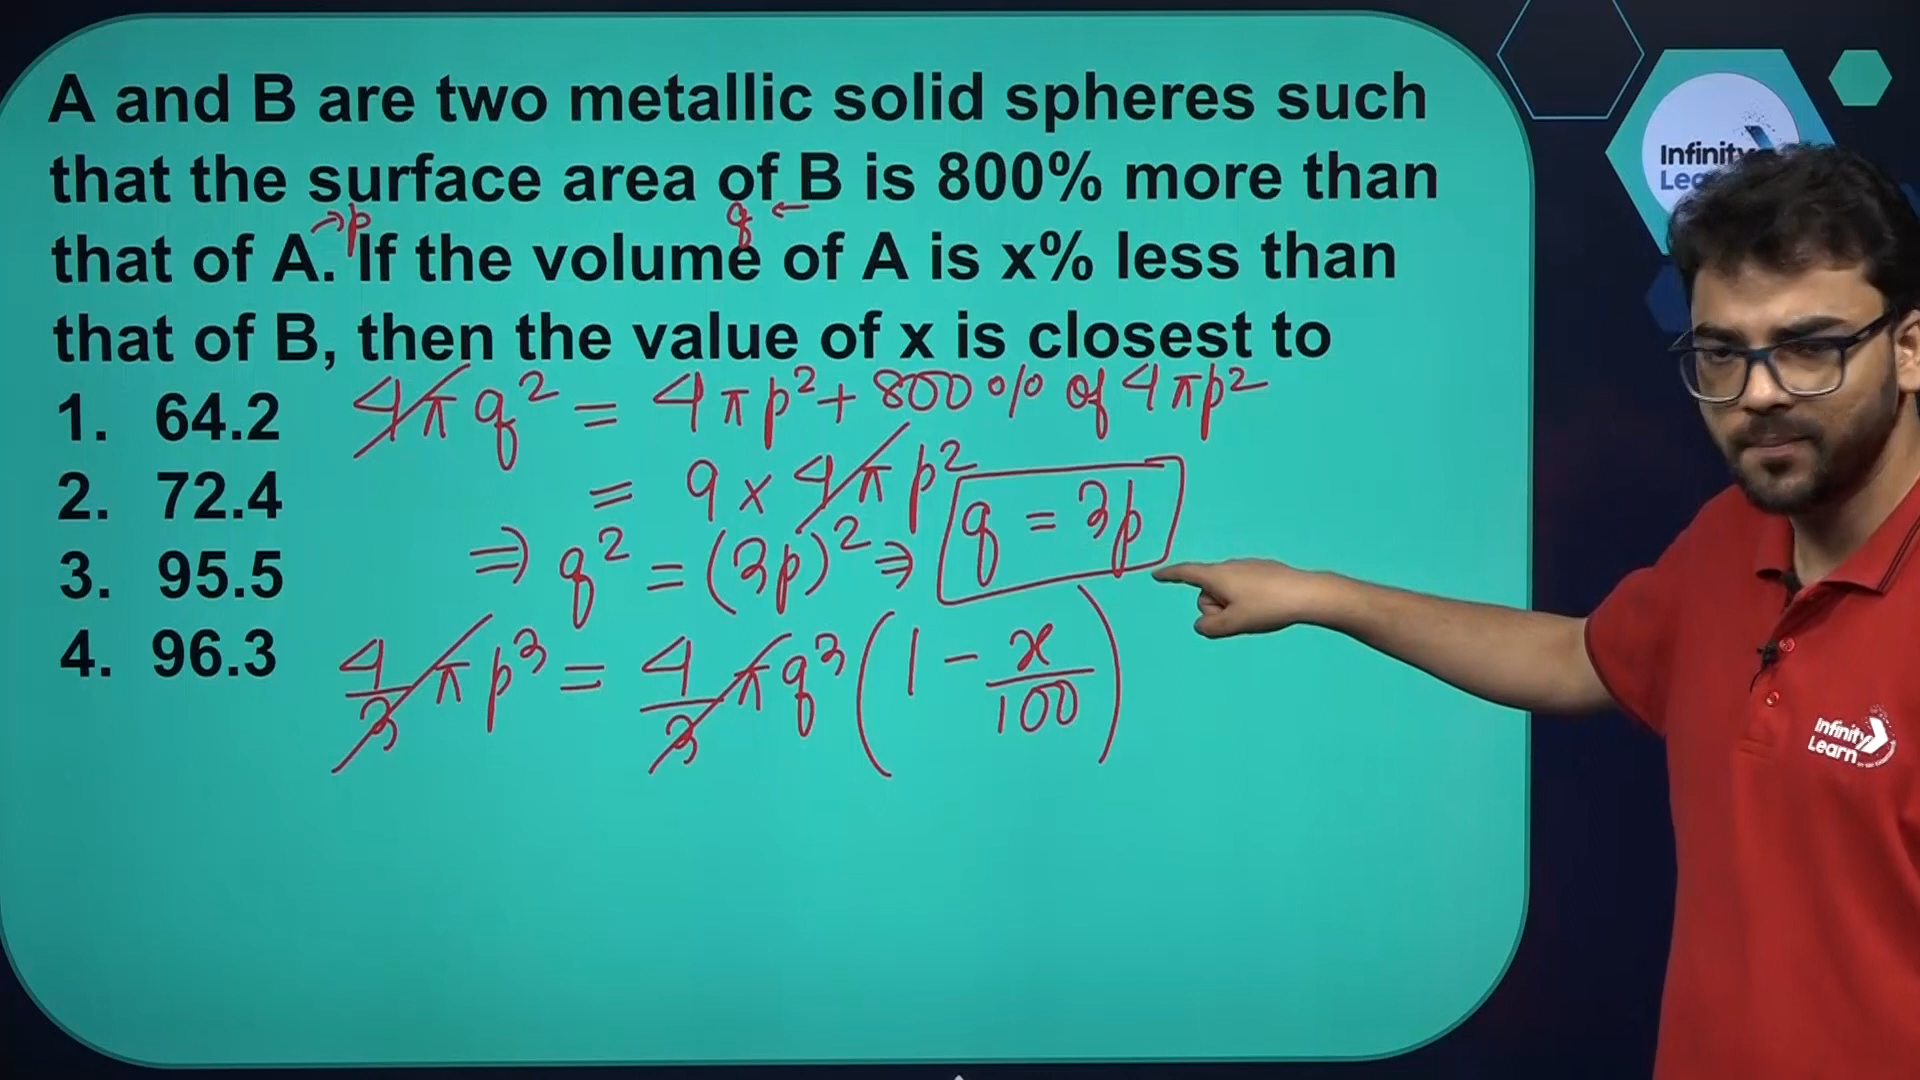 A and B are two metallic solid spheres such
that the surface area of B is 800% more than
→p q ←
that of A. If the volume of A is x% less than
that of B, then the value of x is closest to
1. 64.2
2. 72.4
3. 95.5
4. 96.3
4πq² = 4πp² + 800% of 4πp²
= 9 × 4πp²
⇒ q² = (3p)² ⇒ q = 3p
4/3 πp³ = 4/3 πq³ (1 - x/100)
Infinity
Learn
Infinity
Learn